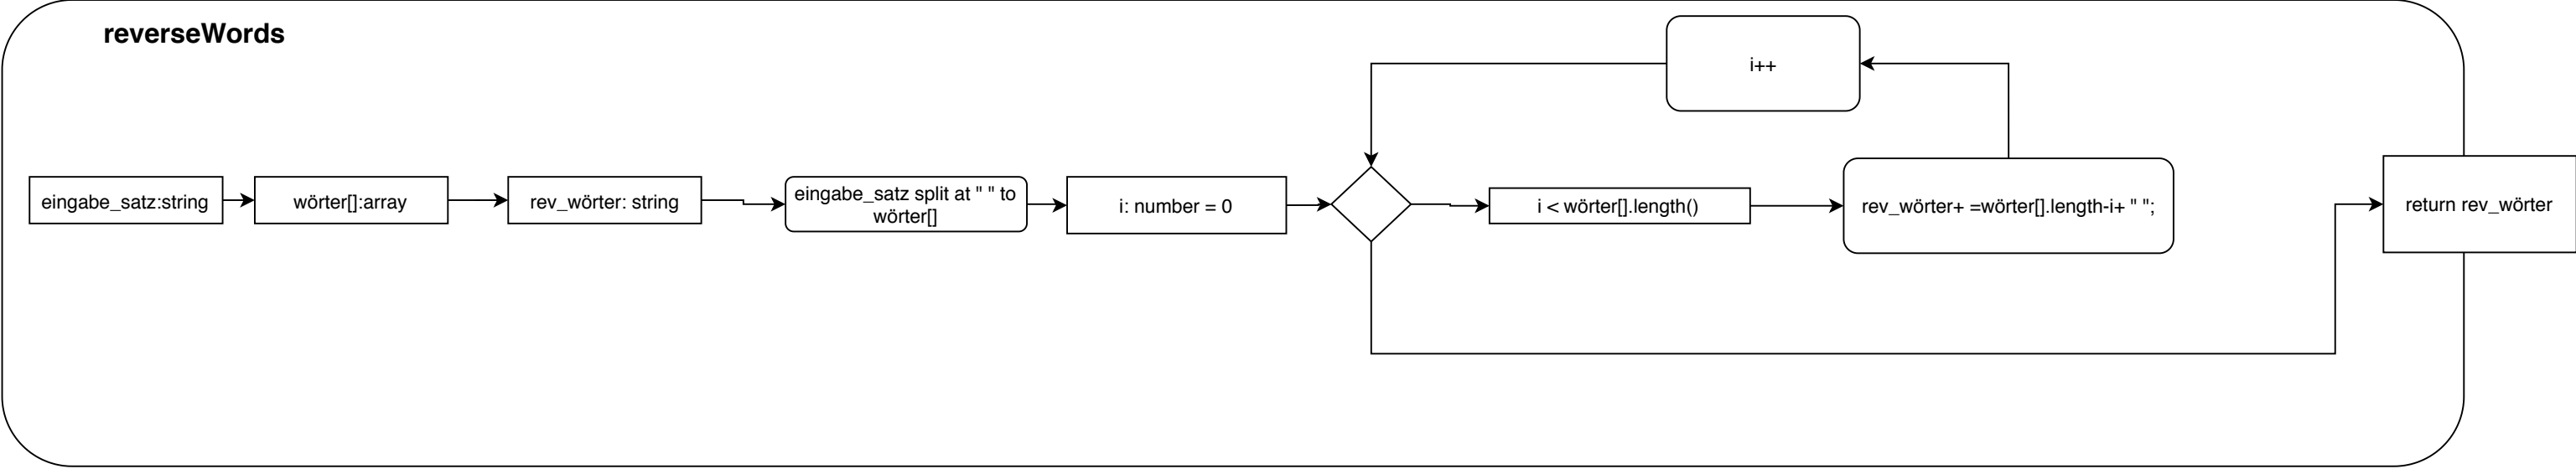 reverseWords
i++
eingabe_satz:string
wörter[]:array
rev_wörter: string
eingabe_satz split at " " to
wörter[]
i: number = 0
i < wörter[].length()
rev_wörter+ =wörter[].length-i+ " ";
return rev_wörter